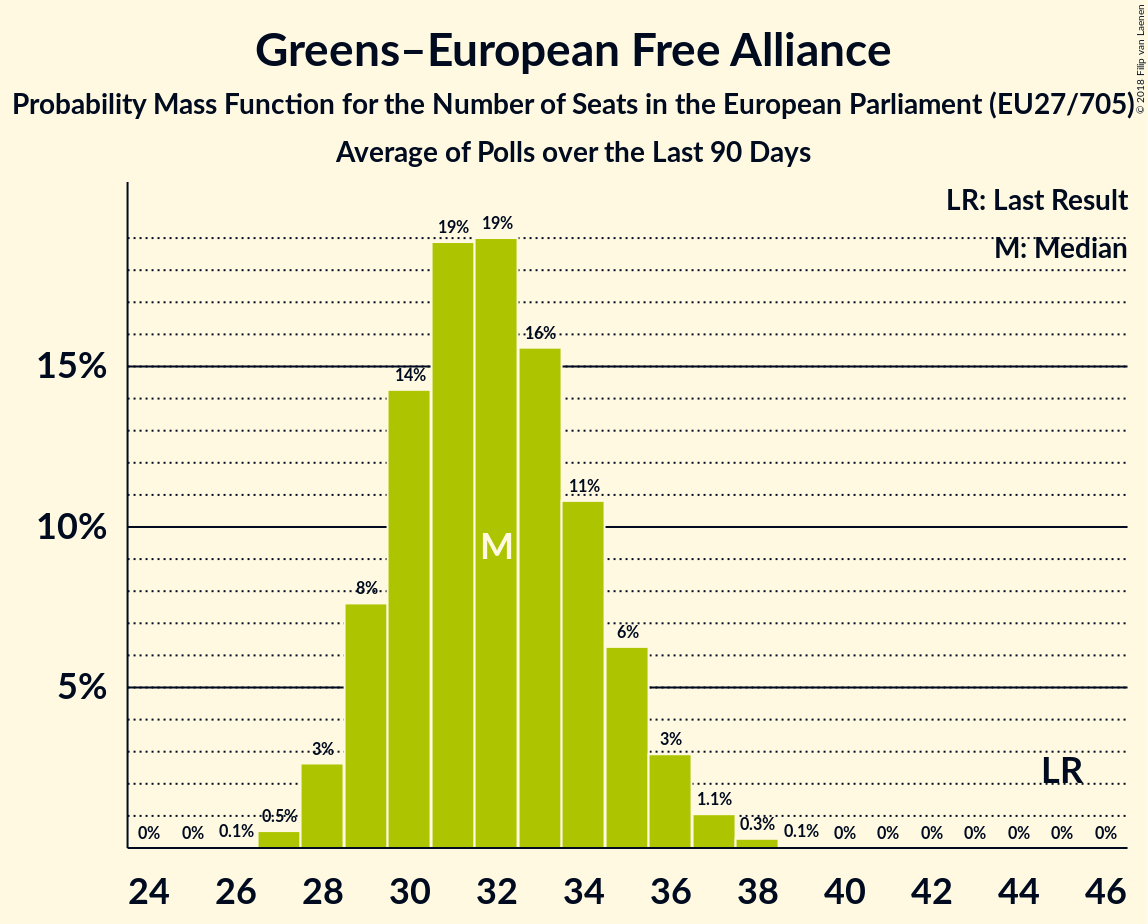 Greens–European Free Alliance
Probability Mass Function for the Number of Seats in the European Parliament (EU27/705)
Average of Polls over the Last 90 Days
© 2018 Filip van Laenen
LR: Last Result
M: Median
19% 19%
16%
15%
14%
11%
10%
M
8%
6%
5%
3% 3%
LR
1.1%
0% 0% 0.1% 0.5% 0.3% 0.1% 0% 0% 0% 0% 0% 0% 0%
24 26 28 30 32 34 36 38 40 42 44 46